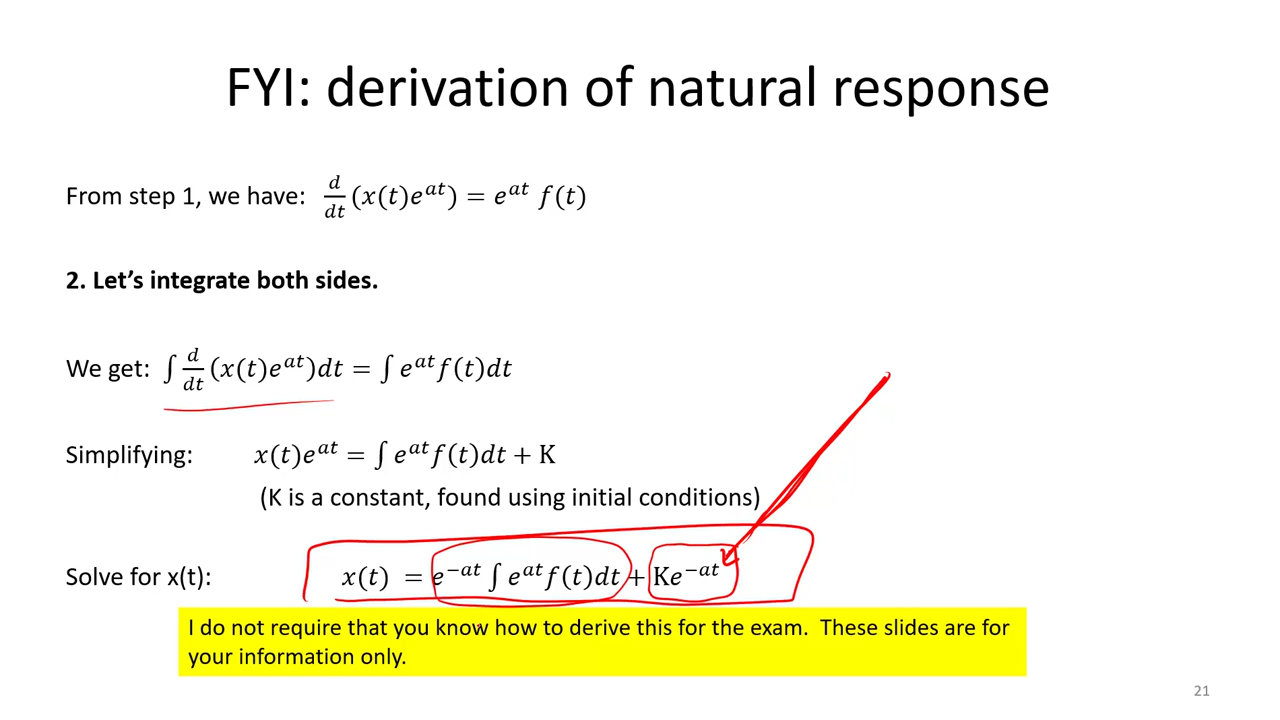 FYI: derivation of natural response
From step 1, we have: d/dt (x(t)e^{at}) = e^{at} f(t)
2. Let's integrate both sides.
We get: ∫ d/dt (x(t)e^{at})dt = ∫ e^{at}f(t)dt
Simplifying: x(t)e^{at} = ∫ e^{at}f(t)dt + K
(K is a constant, found using initial conditions)
Solve for x(t): x(t) = e^{-at} ∫ e^{at}f(t)dt + Ke^{-at}
I do not require that you know how to derive this for the exam. These slides are for
your information only.
21